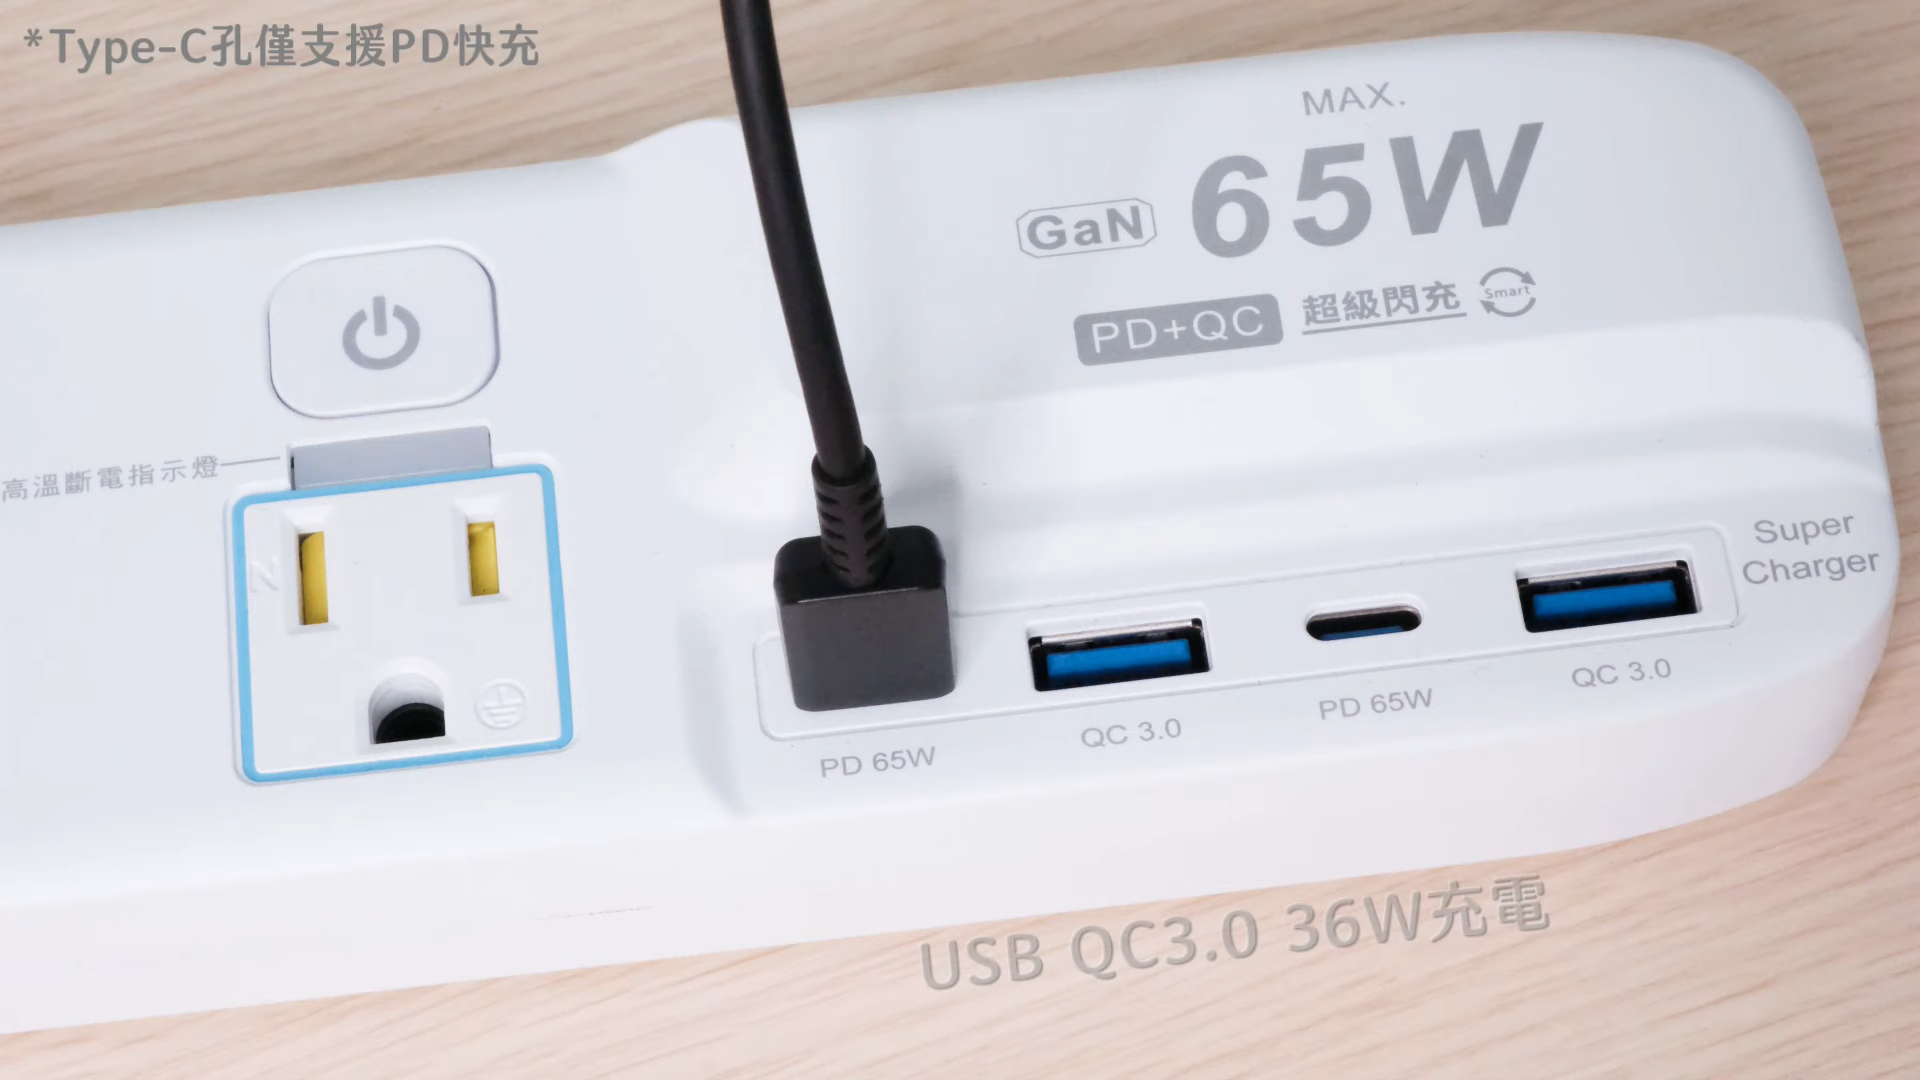 *Type-C孔僅支援PD快充
MAX.
GaN 65W
PD+QC 超級閃充 Smart
高溫斷電指示燈
N
Super
Charger
PD 65W
QC 3.0
PD 65W
QC 3.0
USB QC3.0 36W充電